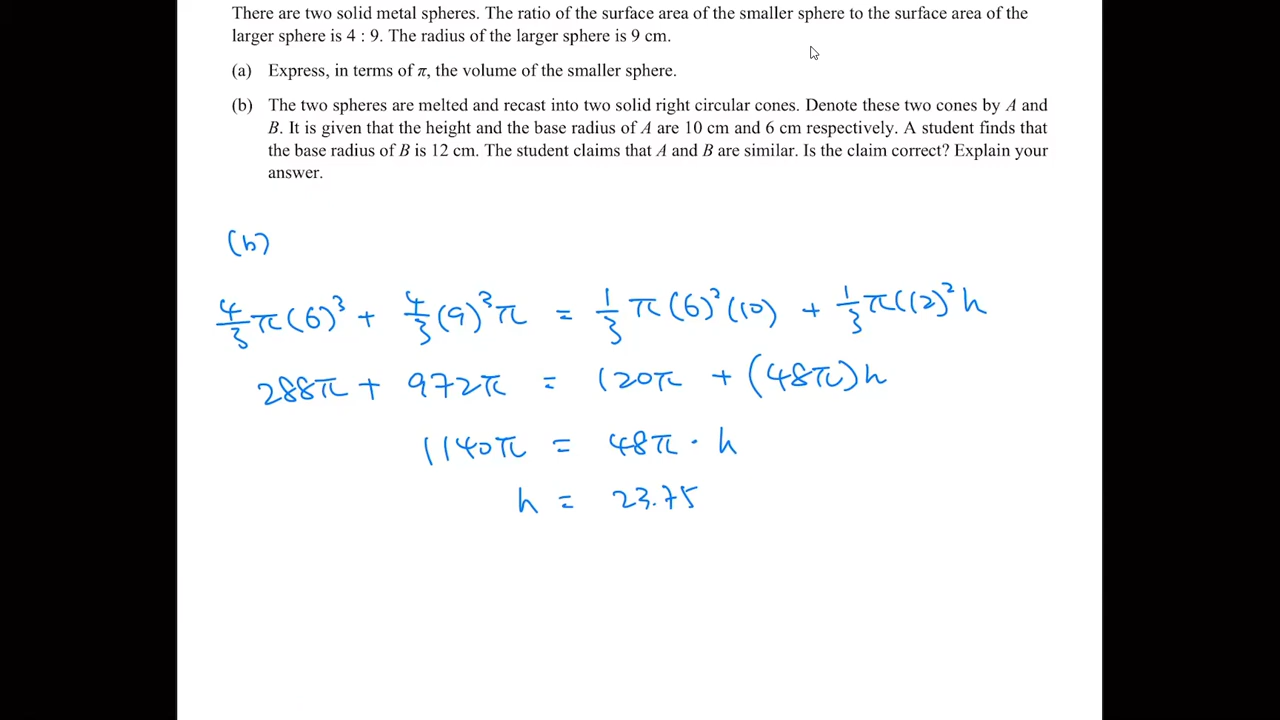 There are two solid metal spheres. The ratio of the surface area of the smaller sphere to the surface area of the
larger sphere is 4 : 9. The radius of the larger sphere is 9 cm.
(a) Express, in terms of π, the volume of the smaller sphere.
(b) The two spheres are melted and recast into two solid right circular cones. Denote these two cones by A and
B. It is given that the height and the base radius of A are 10 cm and 6 cm respectively. A student finds that
the base radius of B is 12 cm. The student claims that A and B are similar. Is the claim correct? Explain your
answer.
(b)
4/3 π(6)³ + 4/3 (9)³π = 1/3 π(6)²(10) + 1/3 π(12)²h
288π + 972π = 120π + (48π)h
1140π = 48π · h
h = 23.75